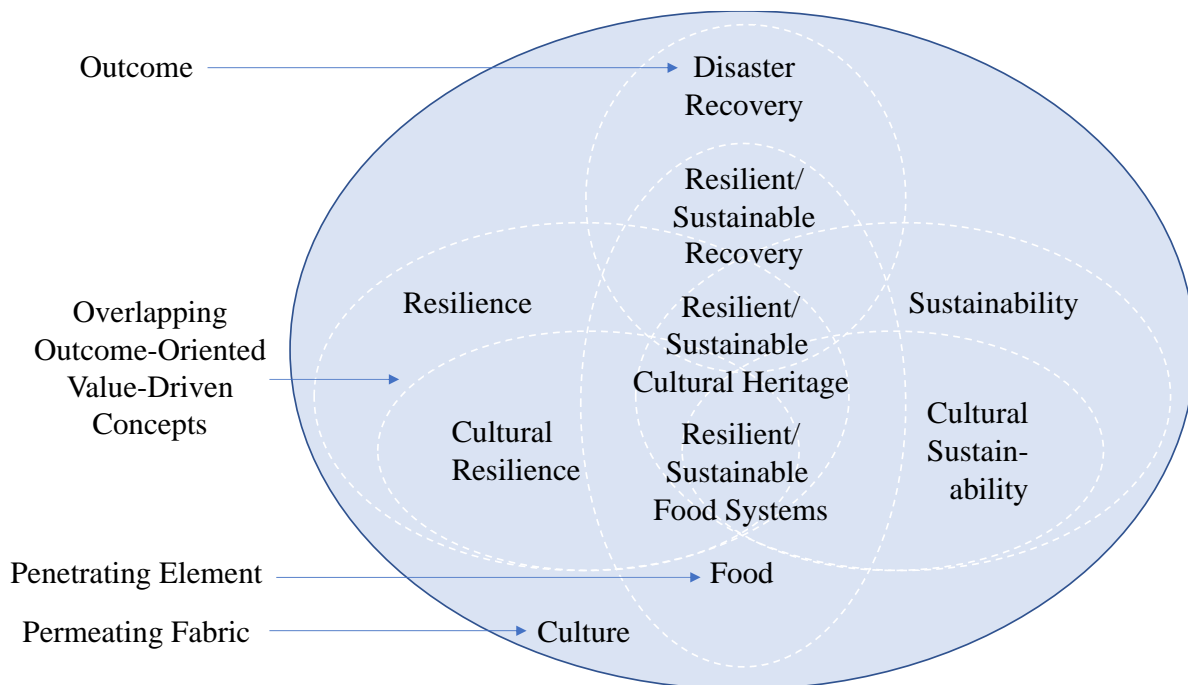 Outcome
Disaster
Recovery
Resilient/
Sustainable
Recovery
Overlapping
Outcome-Oriented
Value-Driven
Concepts
Resilience
Resilient/
Sustainable
Cultural Heritage
Sustainability
Cultural
Resilience
Resilient/
Sustainable
Food Systems
Cultural
Sustain-
ability
Penetrating Element
Food
Permeating Fabric
Culture